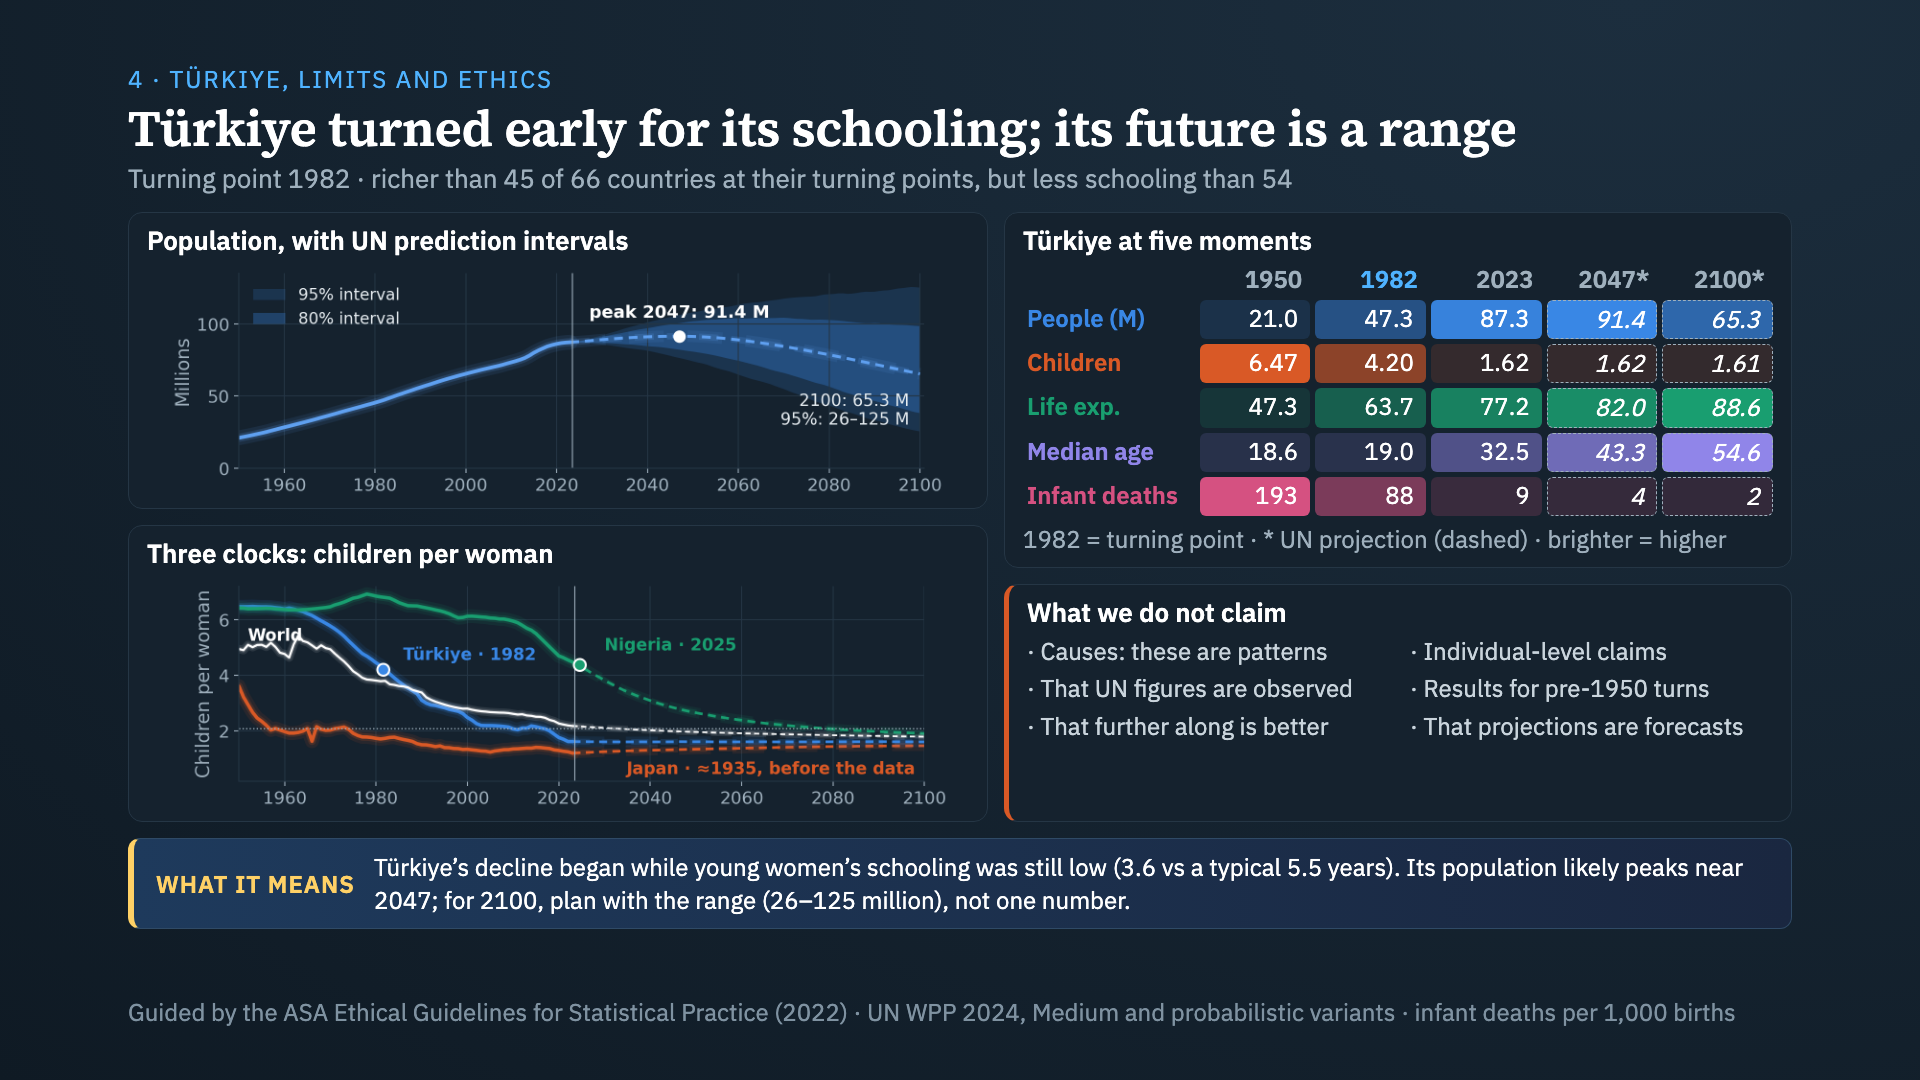 4 · TÜRKIYE, LIMITS AND ETHICS
Türkiye turned early for its schooling; its future is a range
Turning point 1982 · richer than 45 of 66 countries at their turning points, but less schooling than 54
Population, with UN prediction intervals
95% interval
80% interval
peak 2047: 91.4 M
2100: 65.3 M
95%: 26–125 M
Millions
100
50
0
1960 1980 2000 2020 2040 2060 2080 2100
Three clocks: children per woman
Children per woman
6
4
2
World
Türkiye · 1982
Nigeria · 2025
Japan · ≈1935, before the data
1960 1980 2000 2020 2040 2060 2080 2100
Türkiye at five moments
1950 1982 2023 2047* 2100*
People (M) 21.0 47.3 87.3 91.4 65.3
Children 6.47 4.20 1.62 1.62 1.61
Life exp. 47.3 63.7 77.2 82.0 88.6
Median age 18.6 19.0 32.5 43.3 54.6
Infant deaths 193 88 9 4 2
1982 = turning point · * UN projection (dashed) · brighter = higher
What we do not claim
· Causes: these are patterns
· That UN figures are observed
· That further along is better
· Individual-level claims
· Results for pre-1950 turns
· That projections are forecasts
WHAT IT MEANS
Türkiye’s decline began while young women’s schooling was still low (3.6 vs a typical 5.5 years). Its population likely peaks near
2047; for 2100, plan with the range (26–125 million), not one number.
Guided by the ASA Ethical Guidelines for Statistical Practice (2022) · UN WPP 2024, Medium and probabilistic variants · infant deaths per 1,000 births